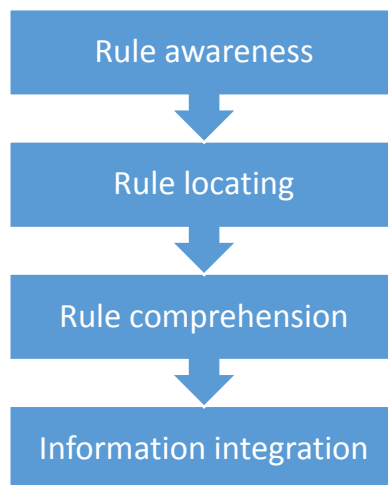 Rule awareness
Rule locating
Rule comprehension
Information integration